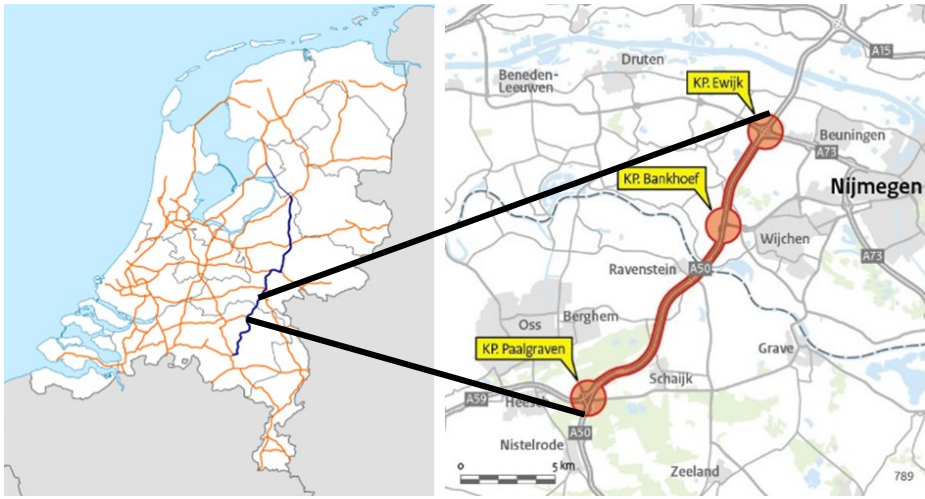 A15
Druten
Beneden-
Leeuwen
KP. Ewijk
Beuningen
A73
KP. Bankhoef
Nijmegen
Wijchen
A73
Ravenstein
A50
Oss
Berghem
KP. Paalgraven
Grave
Schaijk
A59
Heesch
A50
Nistelrode
Zeeland
0
5
km
789